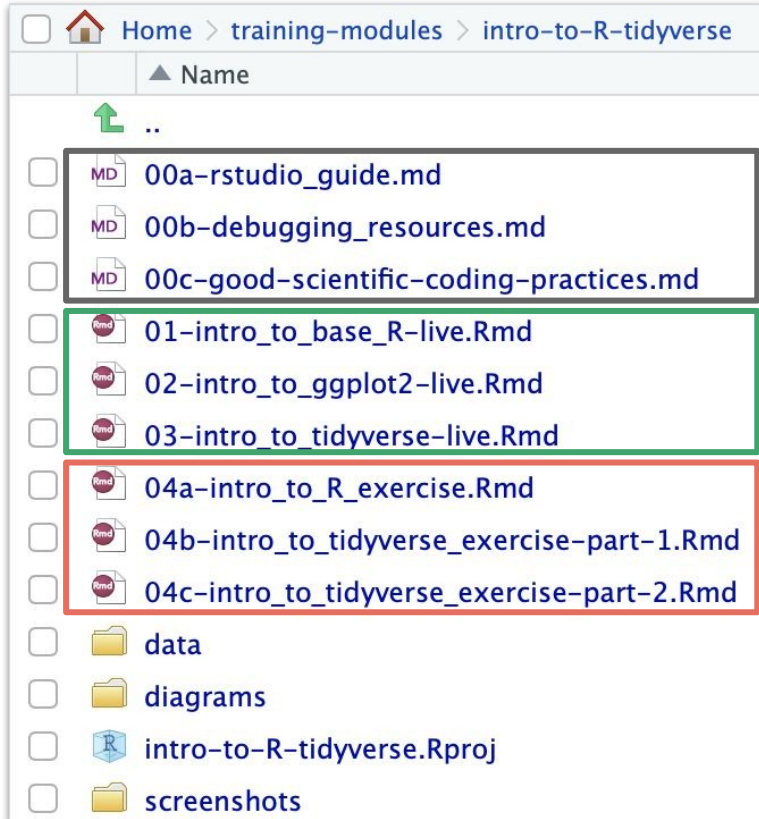 Home > training-modules > intro-to-R-tidyverse
Name
..
MD 00a-rstudio_guide.md
MD 00b-debugging_resources.md
MD 00c-good-scientific-coding-practices.md
Rmd 01-intro_to_base_R-live.Rmd
Rmd 02-intro_to_ggplot2-live.Rmd
Rmd 03-intro_to_tidyverse-live.Rmd
Rmd 04a-intro_to_R_exercise.Rmd
Rmd 04b-intro_to_tidyverse_exercise-part-1.Rmd
Rmd 04c-intro_to_tidyverse_exercise-part-2.Rmd
data
diagrams
R intro-to-R-tidyverse.Rproj
screenshots